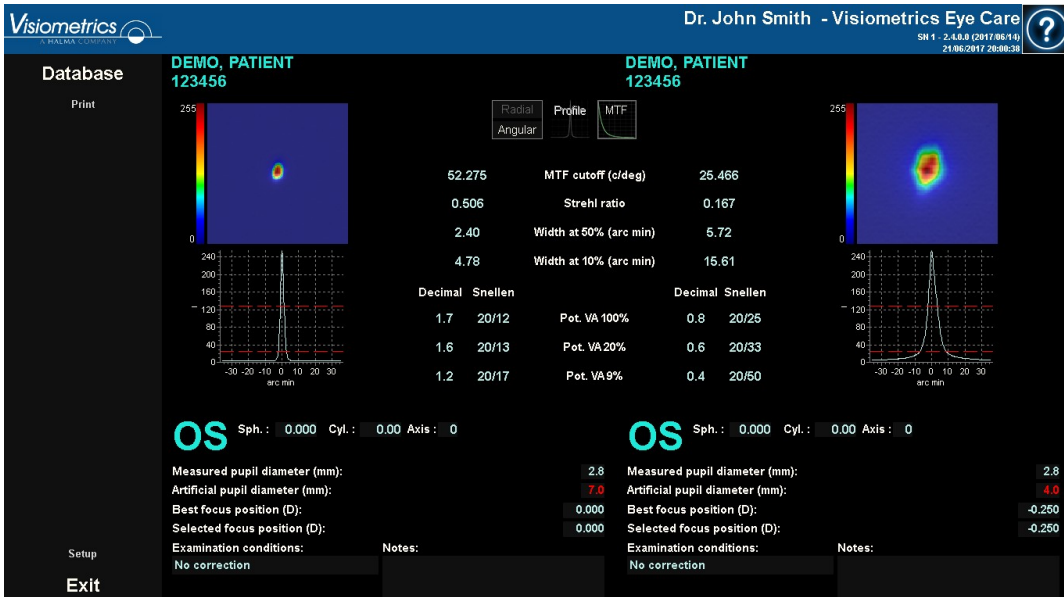 Visiometrics
A HALMA COMPANY
Dr. John Smith - Visiometrics Eye Care
SN 1 - 2.4.0.0 (2017/06/14)
21/06/2017 20:00:38
?
Database
Print
Setup
Exit
DEMO, PATIENT
123456
DEMO, PATIENT
123456
255
0
Radial
Angular
Profile
MTF
255
0
52.275 MTF cutoff (c/deg) 25.466
0.506 Strehl ratio 0.167
2.40 Width at 50% (arc min) 5.72
4.78 Width at 10% (arc min) 15.61
Decimal Snellen Decimal Snellen
1.7 20/12 Pot. VA 100% 0.8 20/25
1.6 20/13 Pot. VA 20% 0.6 20/33
1.2 20/17 Pot. VA 9% 0.4 20/50
240
200
160
120
80
40
0
-30 -20 -10 0 10 20 30
arc min
240
200
160
120
80
40
0
-30 -20 -10 0 10 20 30
arc min
OS Sph. : 0.000 Cyl. : 0.00 Axis : 0
Measured pupil diameter (mm): 2.8
Artificial pupil diameter (mm): 7.0
Best focus position (D): 0.000
Selected focus position (D): 0.000
Examination conditions: Notes:
No correction
OS Sph. : 0.000 Cyl. : 0.00 Axis : 0
Measured pupil diameter (mm): 2.8
Artificial pupil diameter (mm): 4.0
Best focus position (D): -0.250
Selected focus position (D): -0.250
Examination conditions: Notes:
No correction